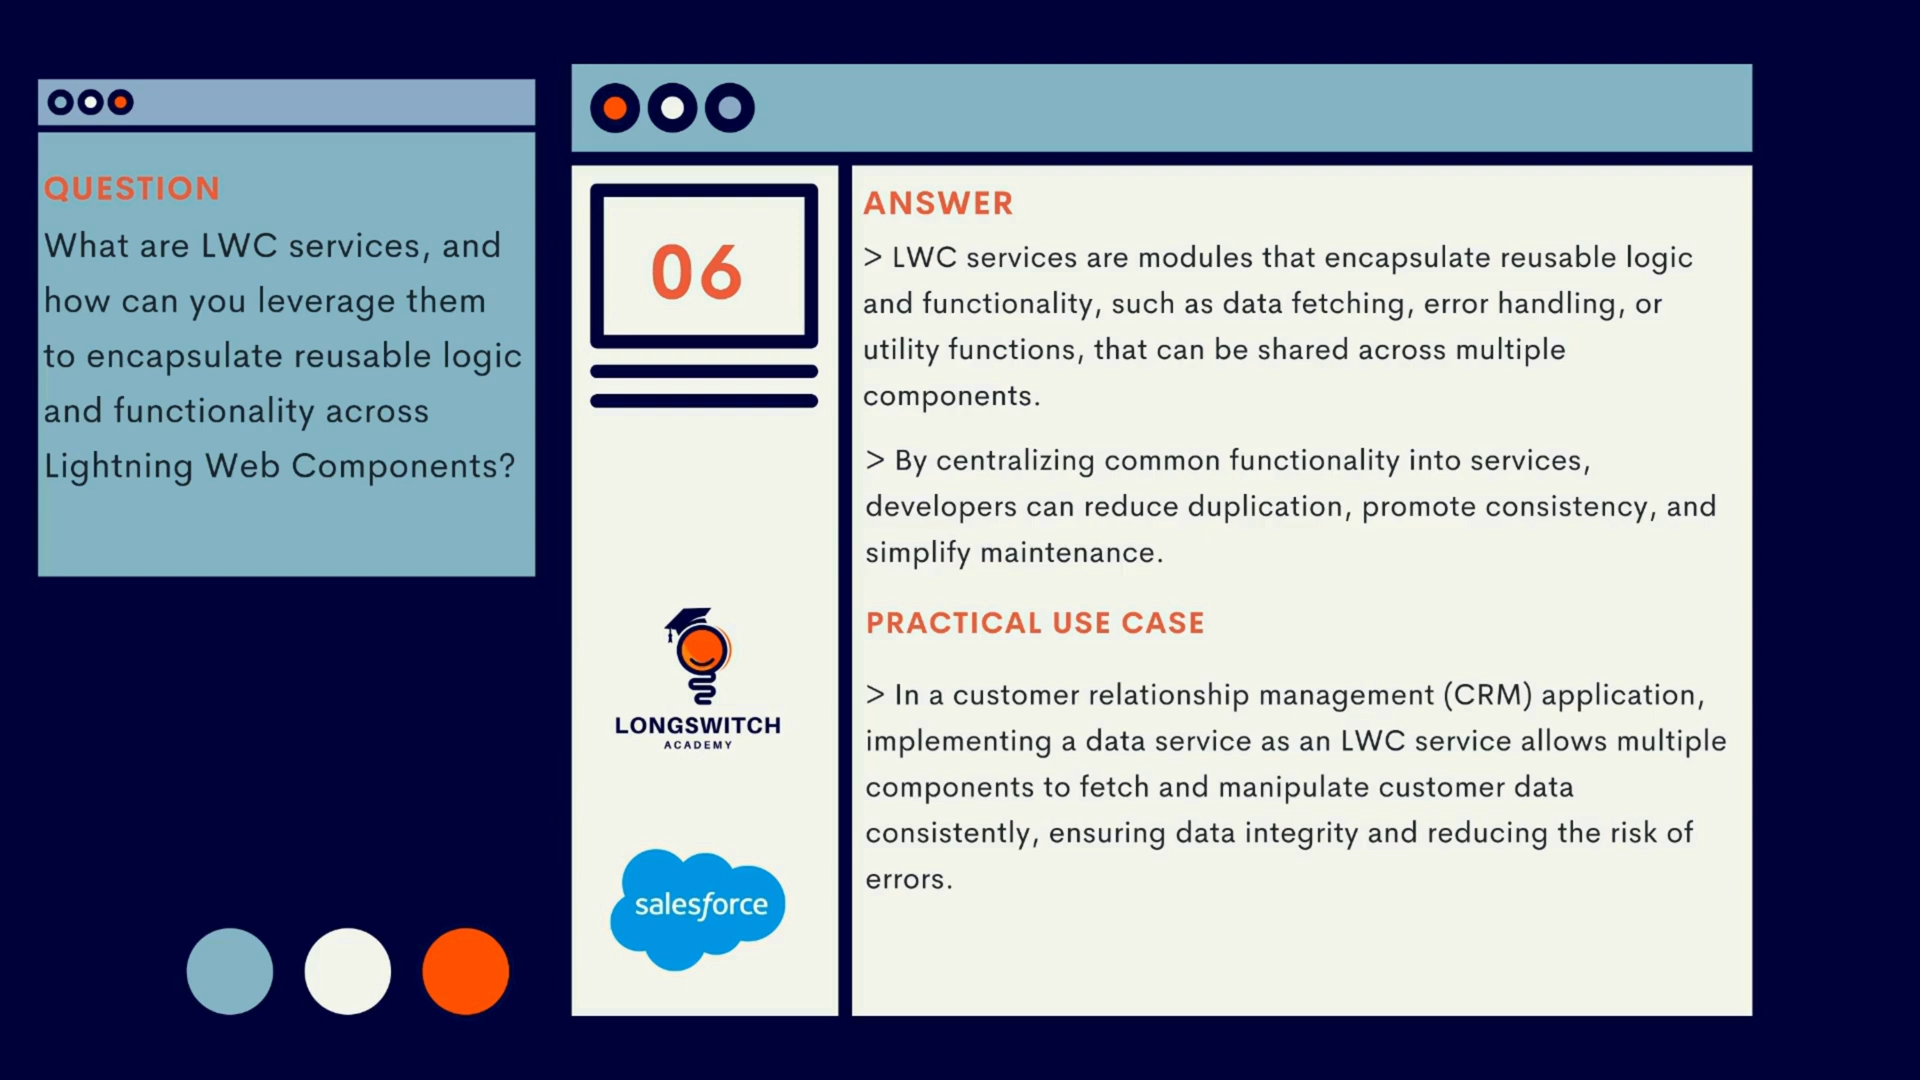 QUESTION
What are LWC services, and
how can you leverage them
to encapsulate reusable logic
and functionality across
Lightning Web Components?
06
LONGSWITCH
ACADEMY
salesforce
ANSWER
> LWC services are modules that encapsulate reusable logic
and functionality, such as data fetching, error handling, or
utility functions, that can be shared across multiple
components.
> By centralizing common functionality into services,
developers can reduce duplication, promote consistency, and
simplify maintenance.
PRACTICAL USE CASE
> In a customer relationship management (CRM) application,
implementing a data service as an LWC service allows multiple
components to fetch and manipulate customer data
consistently, ensuring data integrity and reducing the risk of
errors.